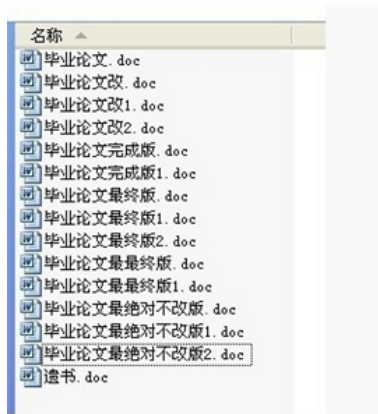 名称
毕业论文.doc
毕业论文改.doc
毕业论文改1.doc
毕业论文改2.doc
毕业论文完成版.doc
毕业论文完成版1.doc
毕业论文最终版.doc
毕业论文最终版1.doc
毕业论文最终版2.doc
毕业论文最最终版.doc
毕业论文最最终版1.doc
毕业论文最绝对不改版.doc
毕业论文最绝对不改版1.doc
毕业论文最绝对不改版2.doc
遗书.doc